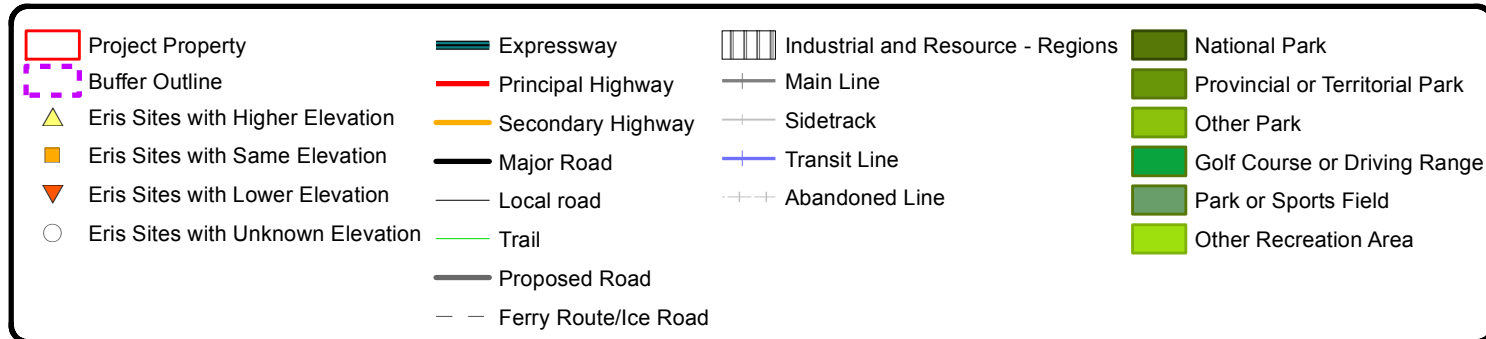 Project Property
Buffer Outline
Eris Sites with Higher Elevation
Eris Sites with Same Elevation
Eris Sites with Lower Elevation
Eris Sites with Unknown Elevation
Expressway
Principal Highway
Secondary Highway
Major Road
Local road
Trail
Proposed Road
Ferry Route/Ice Road
Industrial and Resource - Regions
Main Line
Sidetrack
Transit Line
Abandoned Line
National Park
Provincial or Territorial Park
Other Park
Golf Course or Driving Range
Park or Sports Field
Other Recreation Area